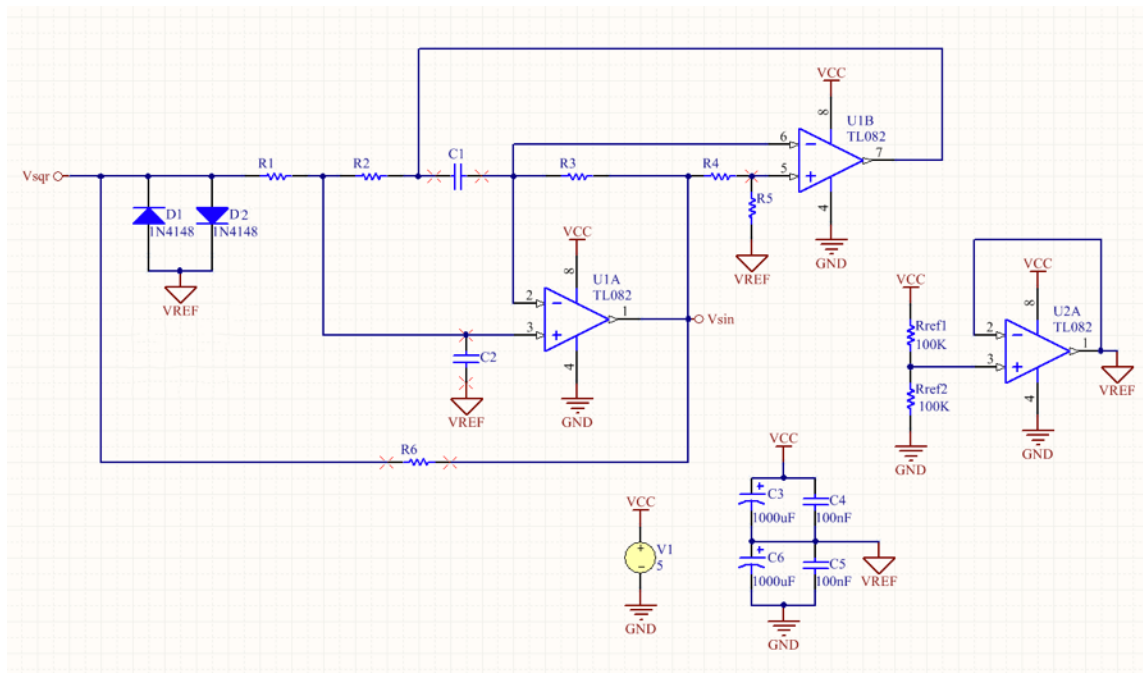 VCC
8
U1B
TL082
6
7
5
4
GND
Vsqr
R1
R2
C1
R3
R4
R5
VREF
D1
1N4148
D2
1N4148
VREF
VCC
8
U1A
TL082
2
1
Vsin
3
4
GND
C2
VREF
R6
VCC
Rref1
100K
Rref2
100K
GND
VCC
8
U2A
TL082
2
1
3
4
GND
VREF
VCC
V1
5
GND
VCC
C3
1000uF
C4
100nF
C6
1000uF
C5
100nF
VREF
GND